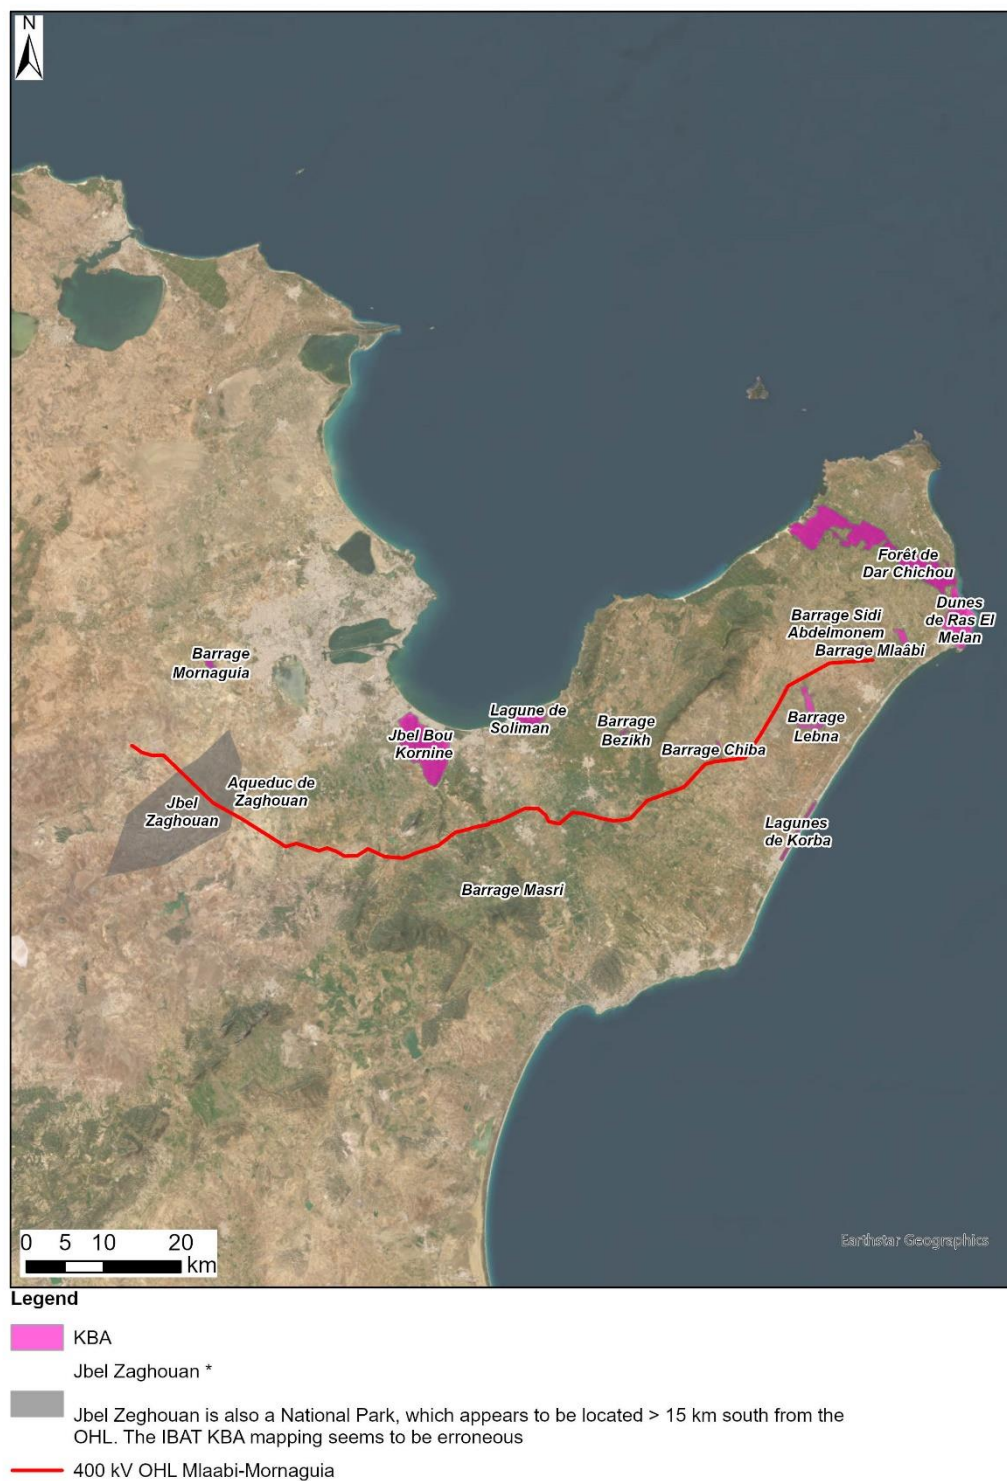 N
Forêt de
Dar Chichou
Dunes
de Ras El
Melan
Barrage Sidi
Abdelmonem
Barrage Mlaâbi
Barrage
Mornaguia
Lagune de
Soliman
Jbel Bou
Kornine
Barrage
Bezikh
Barrage Chiba
Barrage
Lebna
Aqueduc de
Zaghouan
Jbel
Zaghouan
Lagunes
de Korba
Barrage Masri
0 5 10 20
km
Earthstar Geographics
Legend
KBA
Jbel Zaghouan *
Jbel Zeghouan is also a National Park, which appears to be located > 15 km south from the
OHL. The IBAT KBA mapping seems to be erroneous
400 kV OHL Mlaabi-Mornaguia